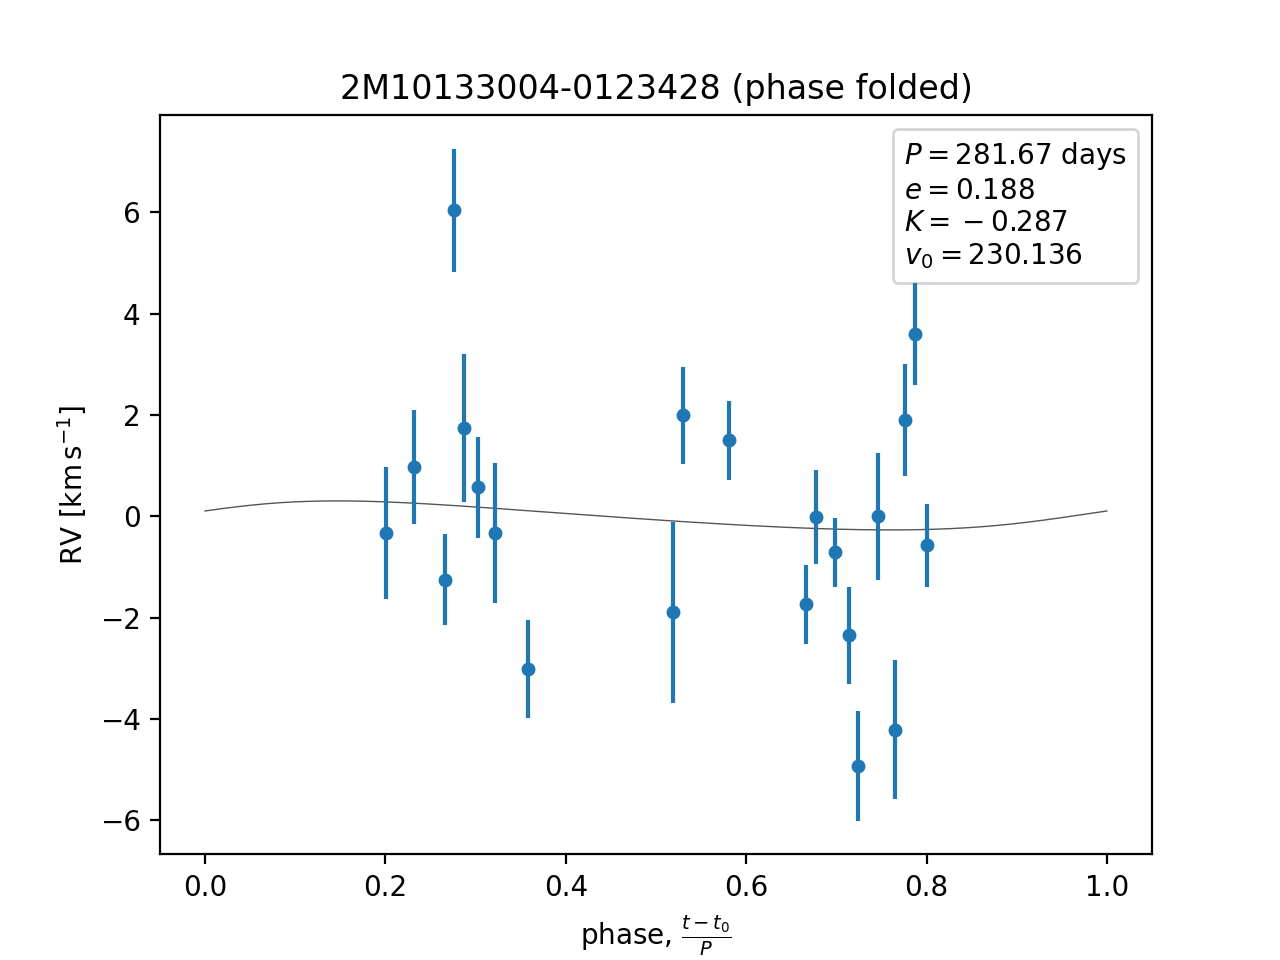 2M10133004-0123428 (phase folded)
P = 281.67 days
e = 0.188
K = −0.287
v₀ = 230.136
RV [km s⁻¹]
6
4
2
0
−2
−4
−6
0.0 0.2 0.4 0.6 0.8 1.0
phase, (t − t₀)/P